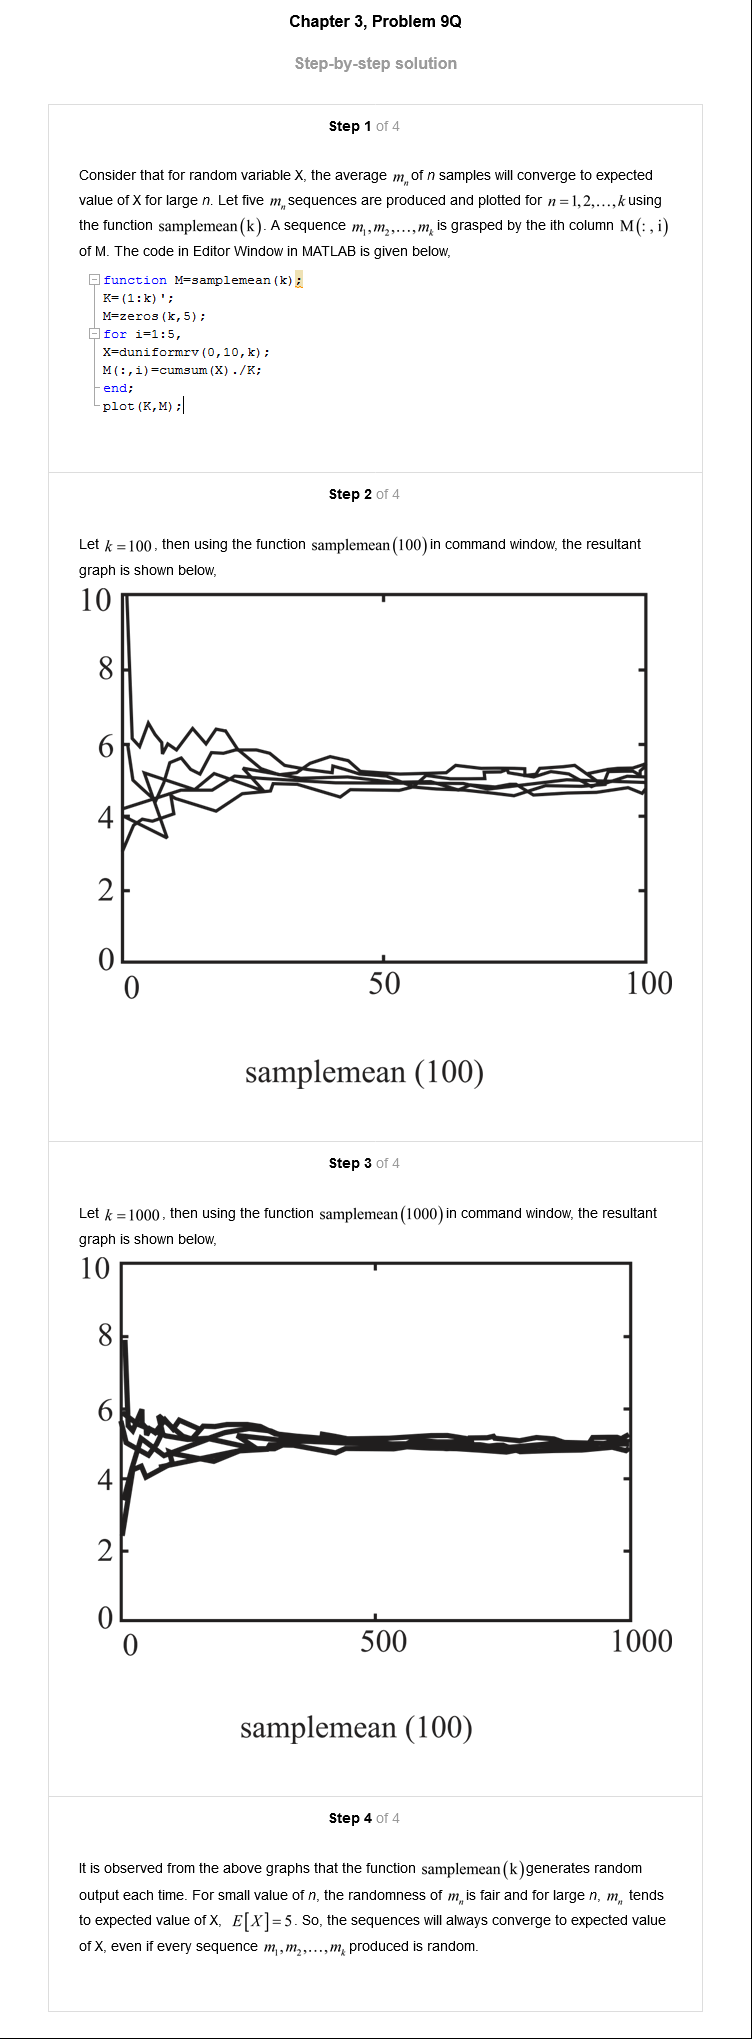 Chapter 3, Problem 9Q
Step-by-step solution
Step 1 of 4
Consider that for random variable X, the average mₙ of n samples will converge to expected
value of X for large n. Let five mₙ sequences are produced and plotted for n = 1, 2, ..., k using
the function samplemean(k). A sequence m₁, m₂, ..., mₖ is grasped by the ith column M(:, i)
of M. The code in Editor Window in MATLAB is given below,
function M=samplemean(k);
K=(1:k)';
M=zeros(k,5);
for i=1:5,
X=duniformrv(0,10,k);
M(:,i)=cumsum(X)./K;
end;
plot(K,M);
Step 2 of 4
Let k = 100, then using the function samplemean(100) in command window, the resultant
graph is shown below,
10
8
6
4
2
0
0 50 100
samplemean (100)
Step 3 of 4
Let k = 1000, then using the function samplemean(1000) in command window, the resultant
graph is shown below,
10
8
6
4
2
0
0 500 1000
samplemean (100)
Step 4 of 4
It is observed from the above graphs that the function samplemean(k) generates random
output each time. For small value of n, the randomness of mₙ is fair and for large n, mₙ tends
to expected value of X, E[X] = 5. So, the sequences will always converge to expected value
of X, even if every sequence m₁, m₂, ..., mₖ produced is random.